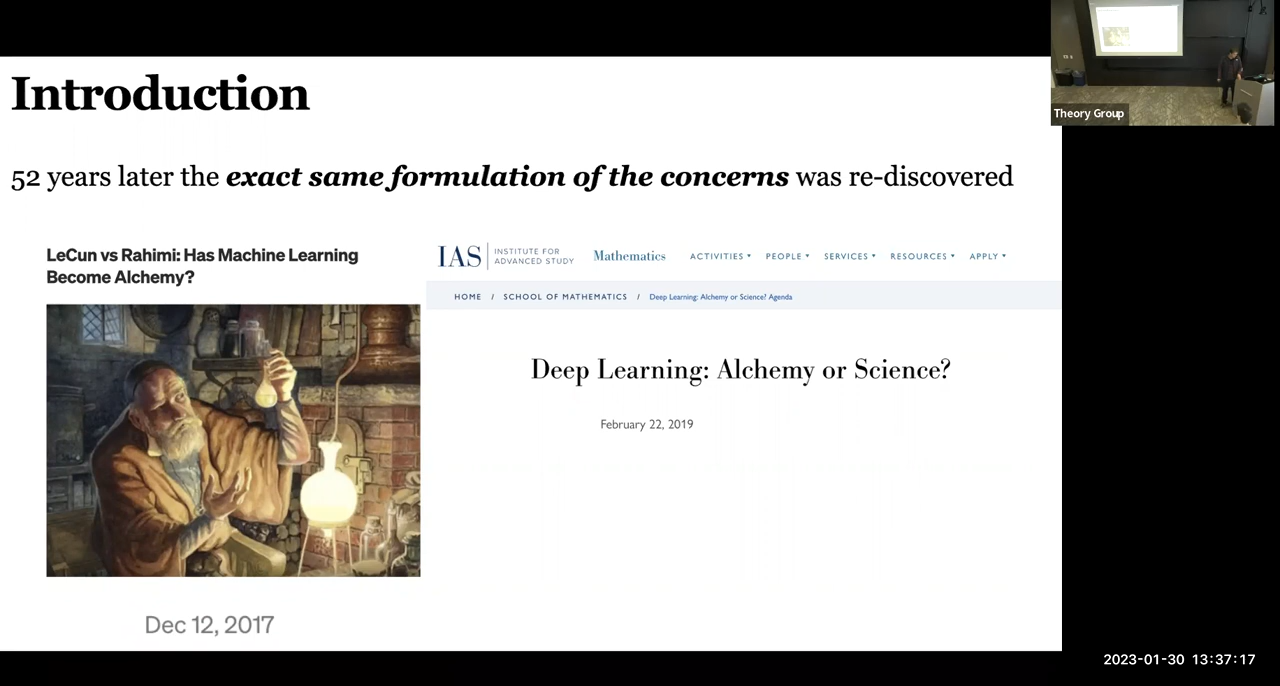 Introduction
52 years later the exact same formulation of the concerns was re-discovered
LeCun vs Rahimi: Has Machine Learning
Become Alchemy?
Dec 12, 2017
IAS
INSTITUTE FOR
ADVANCED STUDY
Mathematics
ACTIVITIES ▾ PEOPLE ▾ SERVICES ▾ RESOURCES ▾ APPLY ▾
HOME / SCHOOL OF MATHEMATICS / Deep Learning: Alchemy or Science? Agenda
Deep Learning: Alchemy or Science?
February 22, 2019
Theory Group
2023-01-30 13:37:17